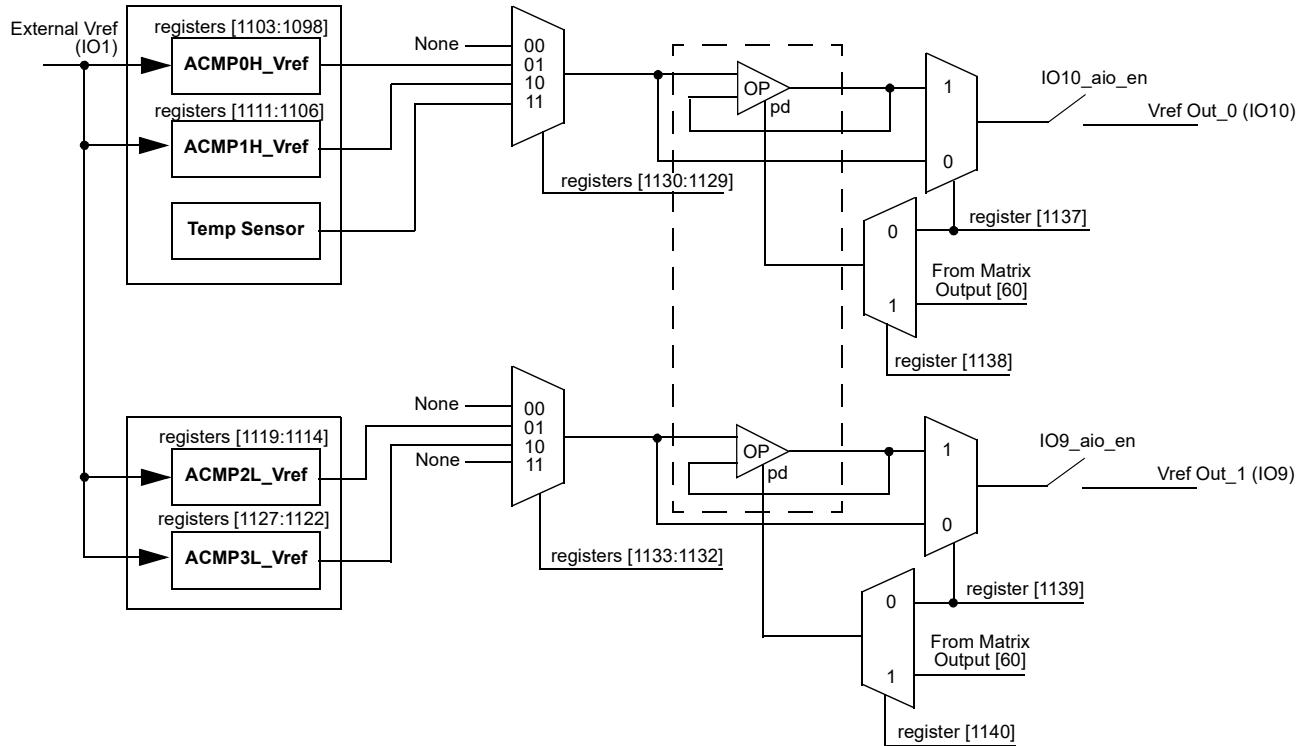 External Vref
(IO1)
registers [1103:1098]
ACMP0H_Vref
registers [1111:1106]
ACMP1H_Vref
Temp Sensor
None
00
01
10
11
registers [1130:1129]
OP
pd
1
0
IO10_aio_en
Vref Out_0 (IO10)
0
1
register [1137]
From Matrix
Output [60]
register [1138]
registers [1119:1114]
ACMP2L_Vref
registers [1127:1122]
ACMP3L_Vref
None
None
00
01
10
11
registers [1133:1132]
OP
pd
1
0
IO9_aio_en
Vref Out_1 (IO9)
0
1
register [1139]
From Matrix
Output [60]
register [1140]